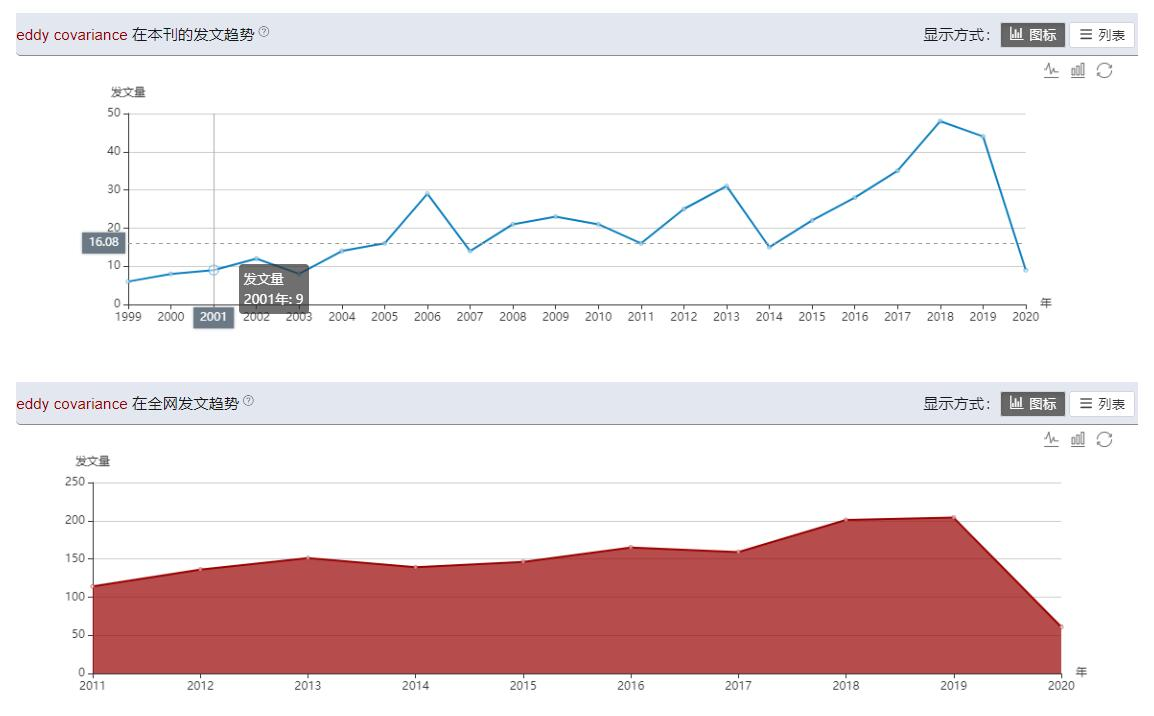 eddy covariance 在本刊的发文趋势 ?
显示方式： 图标 列表
发文量
50
40
30
20
16.08
10
0
发文量
2001年: 9
1999 2000 2001 2002 2003 2004 2005 2006 2007 2008 2009 2010 2011 2012 2013 2014 2015 2016 2017 2018 2019 2020
年
eddy covariance 在全网发文趋势 ?
显示方式： 图标 列表
发文量
250
200
150
100
50
0
2011 2012 2013 2014 2015 2016 2017 2018 2019 2020
年